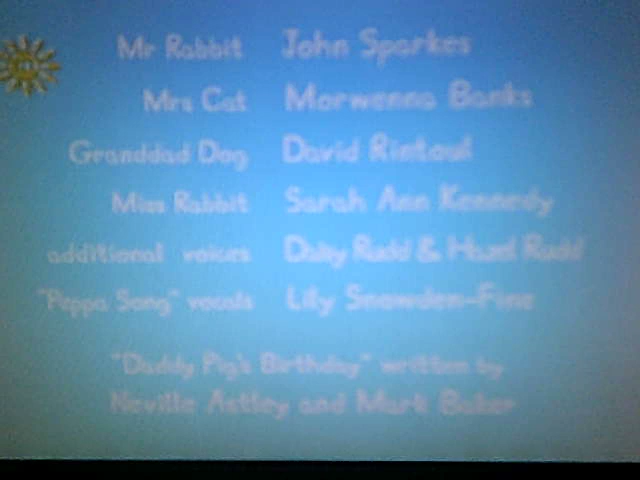 Mr Rabbit John Sparkes
Mrs Cat Morwenna Banks
Granddad Dog David Rintoul
Miss Rabbit Sarah Ann Kennedy
additional voices Daisy Rudd & Hazel Rudd
"Peppa Song" vocals Lily Snowden-Fine
"Daddy Pig's Birthday" written by
Neville Astley and Mark Baker